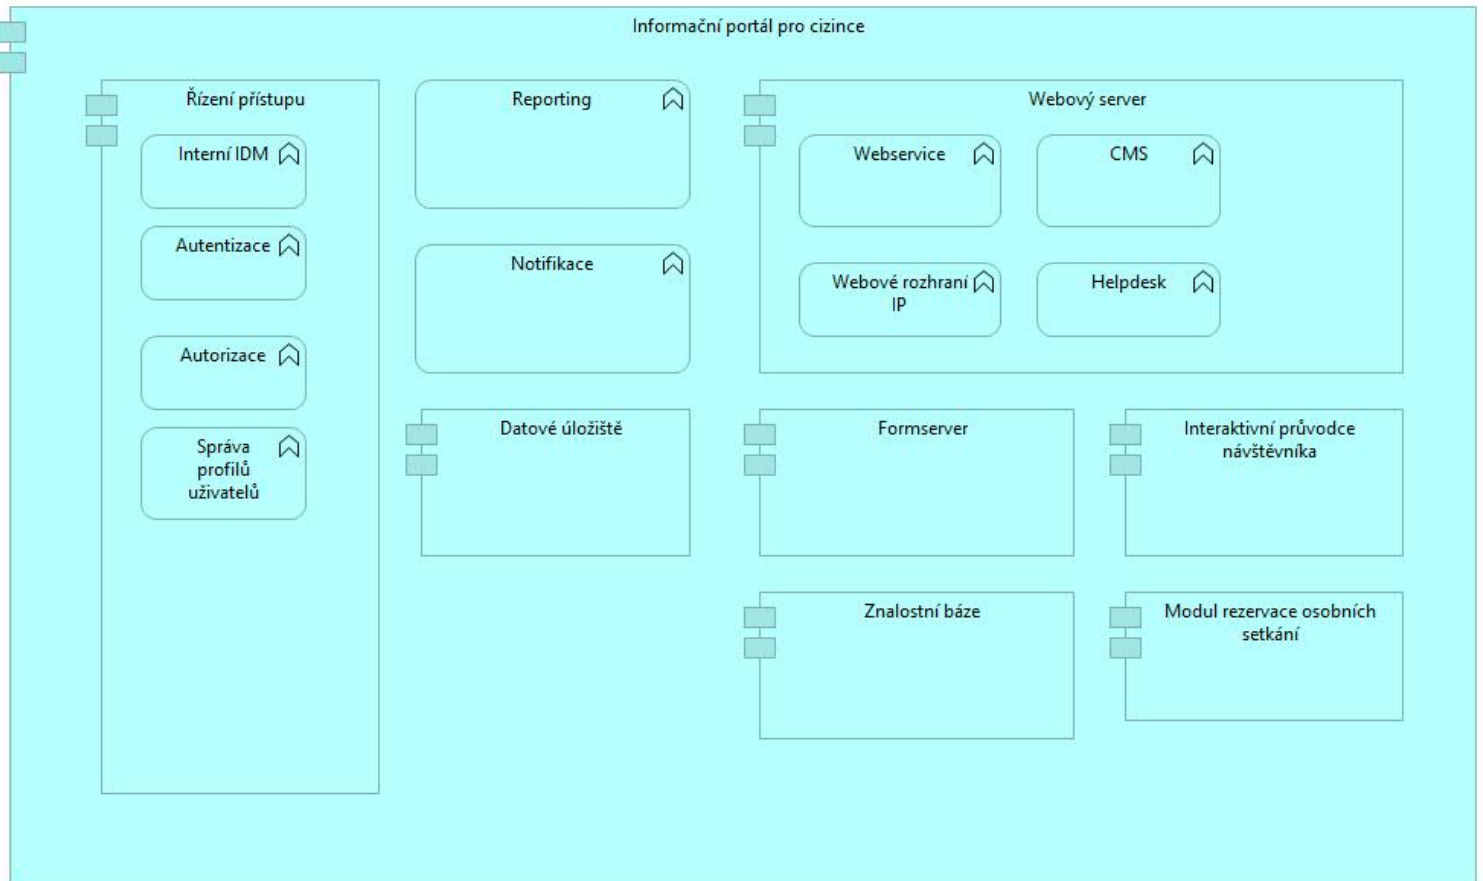 Informační portál pro cizince
Řízení přístupu
Interní IDM
Autentizace
Autorizace
Správa
profilů
uživatelů
Reporting
Notifikace
Datové úložiště
Webový server
Webservice
CMS
Webové rozhraní
IP
Helpdesk
Formserver
Interaktivní průvodce
návštěvníka
Znalostní báze
Modul rezervace osobních
setkání